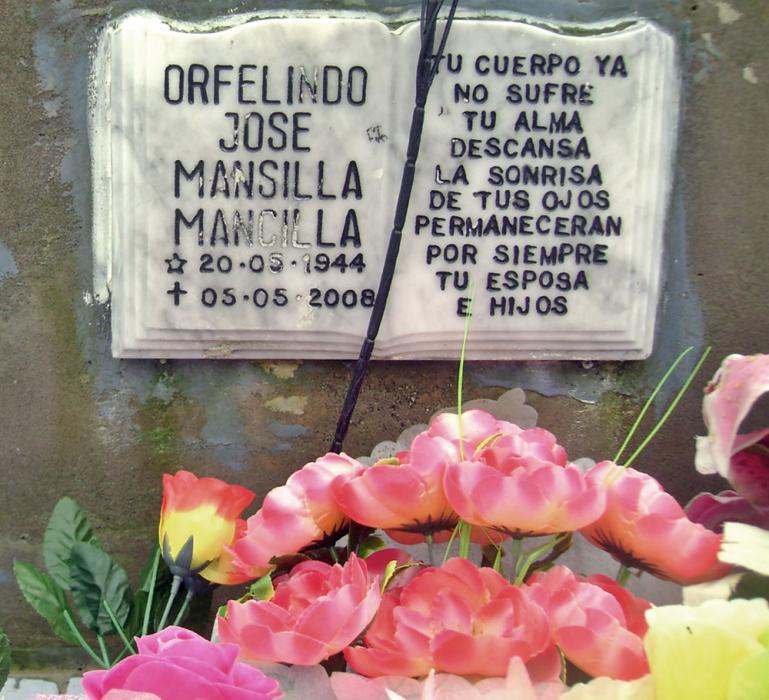 ORFELINDO
JOSE
MANSILLA
MANCILLA
☆ 20·05·1944
✝ 05·05·2008
TU CUERPO YA
NO SUFRE
TU ALMA
DESCANSA
LA SONRISA
DE TUS OJOS
PERMANECERAN
POR SIEMPRE
TU ESPOSA
E HIJOS